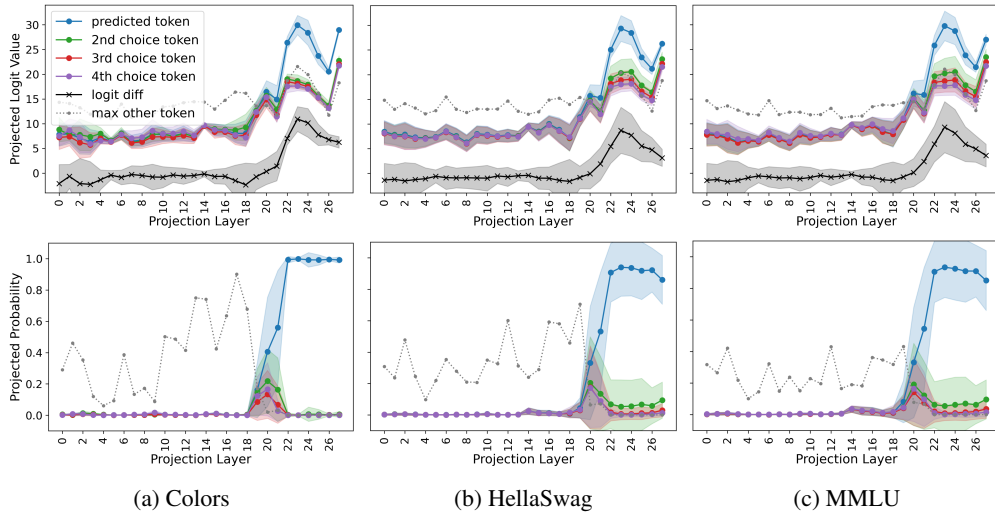 predicted token
2nd choice token
3rd choice token
4th choice token
logit diff
max other token
Projected Logit Value
30
25
20
15
10
5
0
0 2 4 6 8 10 12 14 16 18 20 22 24 26
Projection Layer
0 2 4 6 8 10 12 14 16 18 20 22 24 26
Projection Layer
0 2 4 6 8 10 12 14 16 18 20 22 24 26
Projection Layer
Projected Probability
1.0
0.8
0.6
0.4
0.2
0.0
0 2 4 6 8 10 12 14 16 18 20 22 24 26
Projection Layer
0 2 4 6 8 10 12 14 16 18 20 22 24 26
Projection Layer
0 2 4 6 8 10 12 14 16 18 20 22 24 26
Projection Layer
(a) Colors
(b) HellaSwag
(c) MMLU